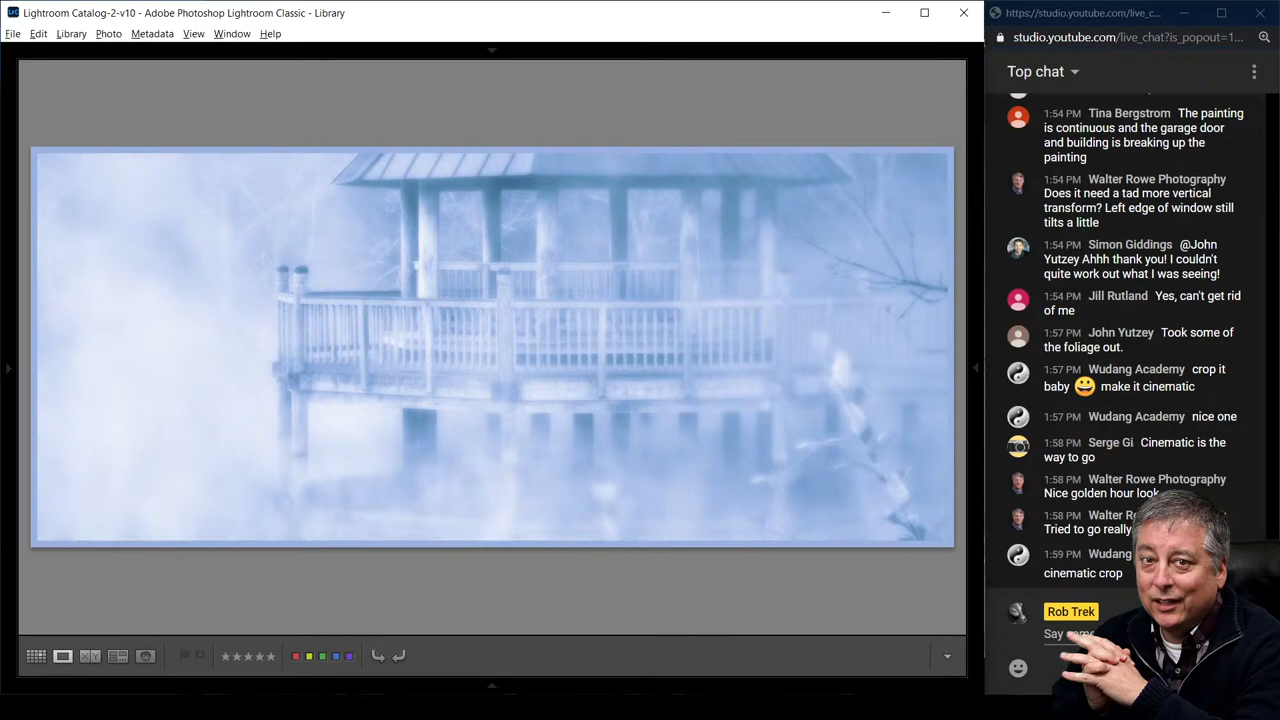 Lightroom Catalog-2-v10 - Adobe Photoshop Lightroom Classic - Library
File Edit Library Photo Metadata View Window Help
https://studio.youtube.com/live_c...
studio.youtube.com/live_chat?is_popout=1...
Top chat
1:54 PM Tina Bergstrom The painting
is continuous and the garage door
and building is breaking up the
painting
1:54 PM Walter Rowe Photography
Does it need a tad more vertical
transform? Left edge of window still
tilts a little
1:54 PM Simon Giddings @John
Yutzey Ahhh thank you! I couldn't
quite work out what I was seeing!
1:54 PM Jill Rutland Yes, can't get rid
of me
1:57 PM John Yutzey Took some of
the foliage out.
1:57 PM Wudang Academy crop it
baby 😀 make it cinematic
1:57 PM Wudang Academy nice one
1:58 PM Serge Gi Cinematic is the
way to go
1:58 PM Walter Rowe Photography
Nice golden hour look
1:58 PM Walter
Tried to go really
1:59 PM Wudang
cinematic crop
Rob Trek
Say